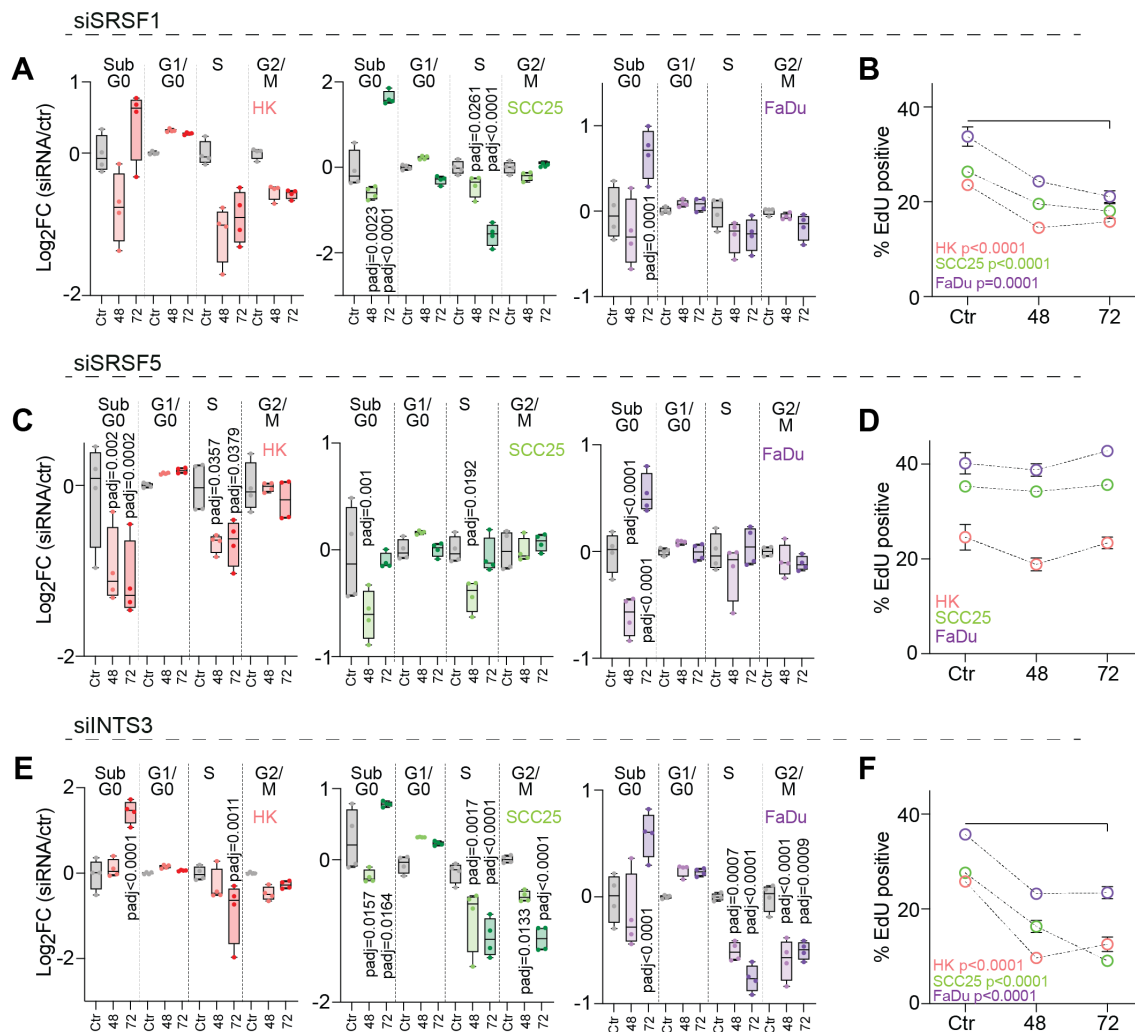 siSRSF1
A
Sub G1/ S G2/
G0 G0 M
HK
Log2FC (siRNA/ctr)
1
0
-2
Ctr 48 72 Ctr 48 72 Ctr 48 72 Ctr 48 72
Sub G1/ S G2/
G0 G0 M
SCC25
2
0
-2
padj=0.0023
padj<0.0001
padj=0.0261
padj<0.0001
Ctr 48 72 Ctr 48 72 Ctr 48 72 Ctr 48 72
Sub G1/ S G2/
G0 G0 M
FaDu
1
0
-1
padj=0.0001
Ctr 48 72 Ctr 48 72 Ctr 48 72 Ctr 48 72
B
% EdU positive
40
20
0
HK p<0.0001
SCC25 p<0.0001
FaDu p=0.0001
Ctr 48 72
siSRSF5
C
Sub G1/ S G2/
G0 G0 M
HK
Log2FC (siRNA/ctr)
0
-2
padj=0.002
padj=0.0002
padj=0.0357
padj=0.0379
Ctr 48 72 Ctr 48 72 Ctr 48 72 Ctr 48 72
Sub G1/ S G2/
G0 G0 M
SCC25
1
0
-1
padj=0.001
padj=0.0192
Ctr 48 72 Ctr 48 72 Ctr 48 72 Ctr 48 72
Sub G1/ S G2/
G0 G0 M
FaDu
1
0
-1
padj<0.0001
padj<0.0001
Ctr 48 72 Ctr 48 72 Ctr 48 72 Ctr 48 72
D
% EdU positive
40
20
0
HK
SCC25
FaDu
Ctr 48 72
siINTS3
E
Sub G1/ S G2/
G0 G0 M
HK
Log2FC (siRNA/ctr)
2
0
-2
padj<0.0001
padj=0.0011
Ctr 48 72 Ctr 48 72 Ctr 48 72 Ctr 48 72
Sub G1/ S G2/
G0 G0 M
SCC25
1
0
2
padj=0.0157
padj=0.0164
padj=0.0017
padj<0.0001
padj=0.0133
padj<0.0001
Ctr 48 72 Ctr 48 72 Ctr 48 72 Ctr 48 72
Sub G1/ S G2/
G0 G0 M
FaDu
1
0
-1
padj<0.0001
padj=0.0007
padj<0.0001
padj<0.0001
padj=0.0009
Ctr 48 72 Ctr 48 72 Ctr 48 72 Ctr 48 72
F
% EdU positive
40
20
0
HK p<0.0001
SCC25 p<0.0001
FaDu p<0.0001
Ctr 48 72